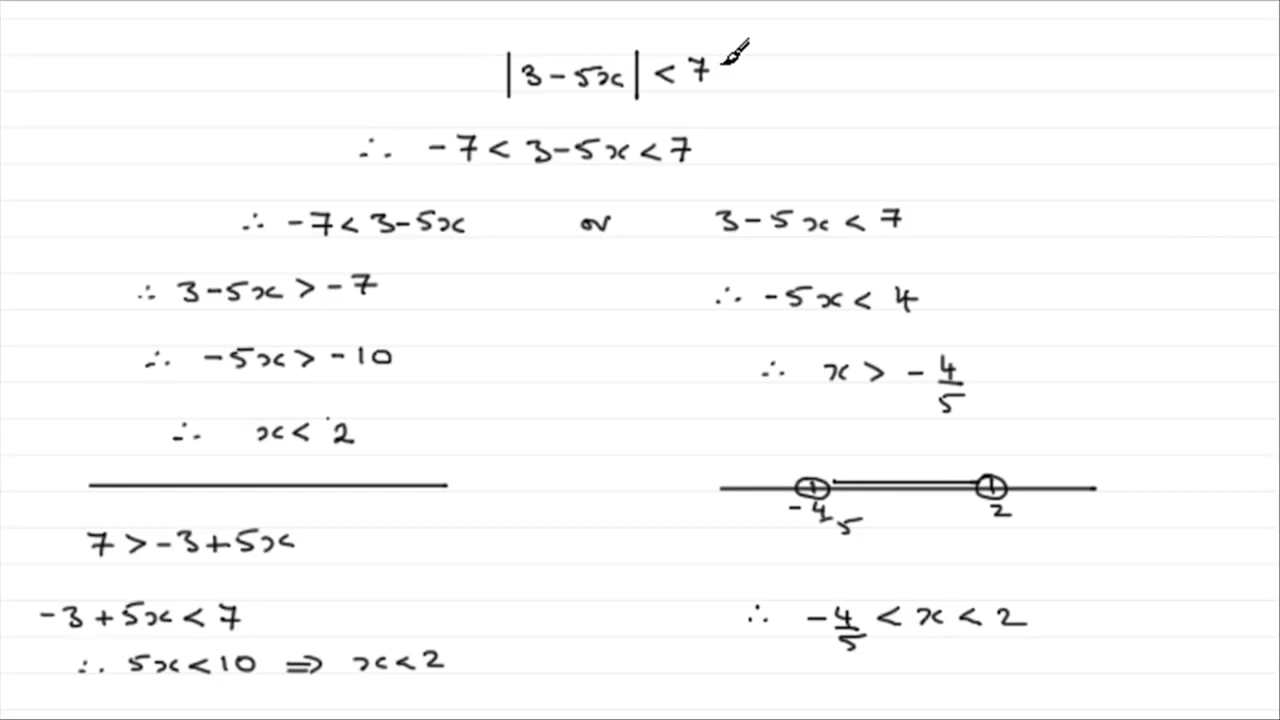 |3-5x| < 7
∴ -7 < 3-5x < 7
∴ -7 < 3-5x or 3-5x < 7
∴ 3-5x > -7
∴ -5x < 4
∴ -5x > -10
∴ x > -4/5
∴ x < 2
-4/5 2
7 > -3+5x
-3+5x < 7
∴ -4/5 < x < 2
∴ 5x < 10 ⇒ x < 2